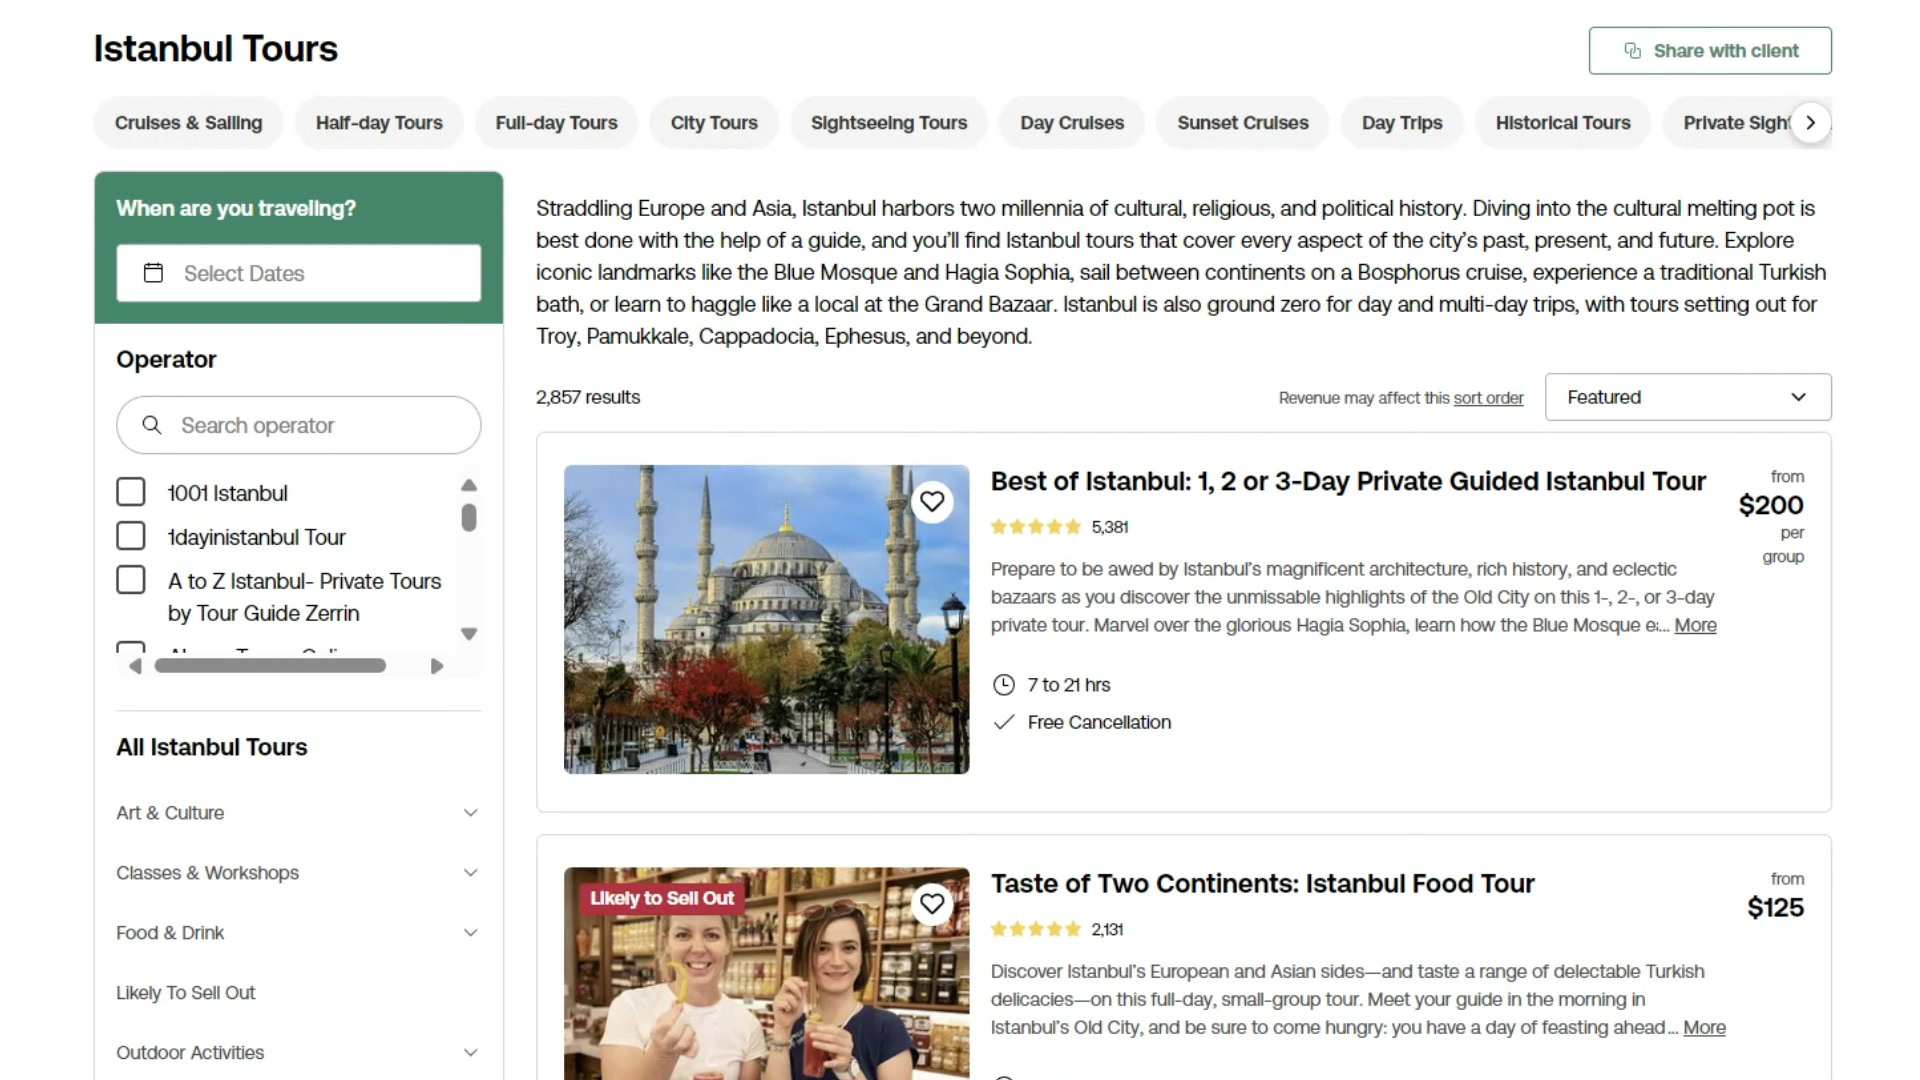 Istanbul Tours
Share with client
Cruises & Sailing
Half-day Tours
Full-day Tours
City Tours
Sightseeing Tours
Day Cruises
Sunset Cruises
Day Trips
Historical Tours
Private Sigh
When are you traveling?
Select Dates
Operator
Search operator
1001 Istanbul
1dayinistanbul Tour
A to Z Istanbul- Private Tours
by Tour Guide Zerrin
All Istanbul Tours
Art & Culture
Classes & Workshops
Food & Drink
Likely To Sell Out
Outdoor Activities
Straddling Europe and Asia, Istanbul harbors two millennia of cultural, religious, and political history. Diving into the cultural melting pot is
best done with the help of a guide, and you’ll find Istanbul tours that cover every aspect of the city’s past, present, and future. Explore
iconic landmarks like the Blue Mosque and Hagia Sophia, sail between continents on a Bosphorus cruise, experience a traditional Turkish
bath, or learn to haggle like a local at the Grand Bazaar. Istanbul is also ground zero for day and multi-day trips, with tours setting out for
Troy, Pamukkale, Cappadocia, Ephesus, and beyond.
2,857 results
Revenue may affect this sort order
Featured
Best of Istanbul: 1, 2 or 3-Day Private Guided Istanbul Tour
5,381
Prepare to be awed by Istanbul’s magnificent architecture, rich history, and eclectic
bazaars as you discover the unmissable highlights of the Old City on this 1-, 2-, or 3-day
private tour. Marvel over the glorious Hagia Sophia, learn how the Blue Mosque e... More
7 to 21 hrs
Free Cancellation
from
$200
per
group
Likely to Sell Out
Taste of Two Continents: Istanbul Food Tour
2,131
Discover Istanbul’s European and Asian sides—and taste a range of delectable Turkish
delicacies—on this full-day, small-group tour. Meet your guide in the morning in
Istanbul’s Old City, and be sure to come hungry: you have a day of feasting ahead... More
from
$125